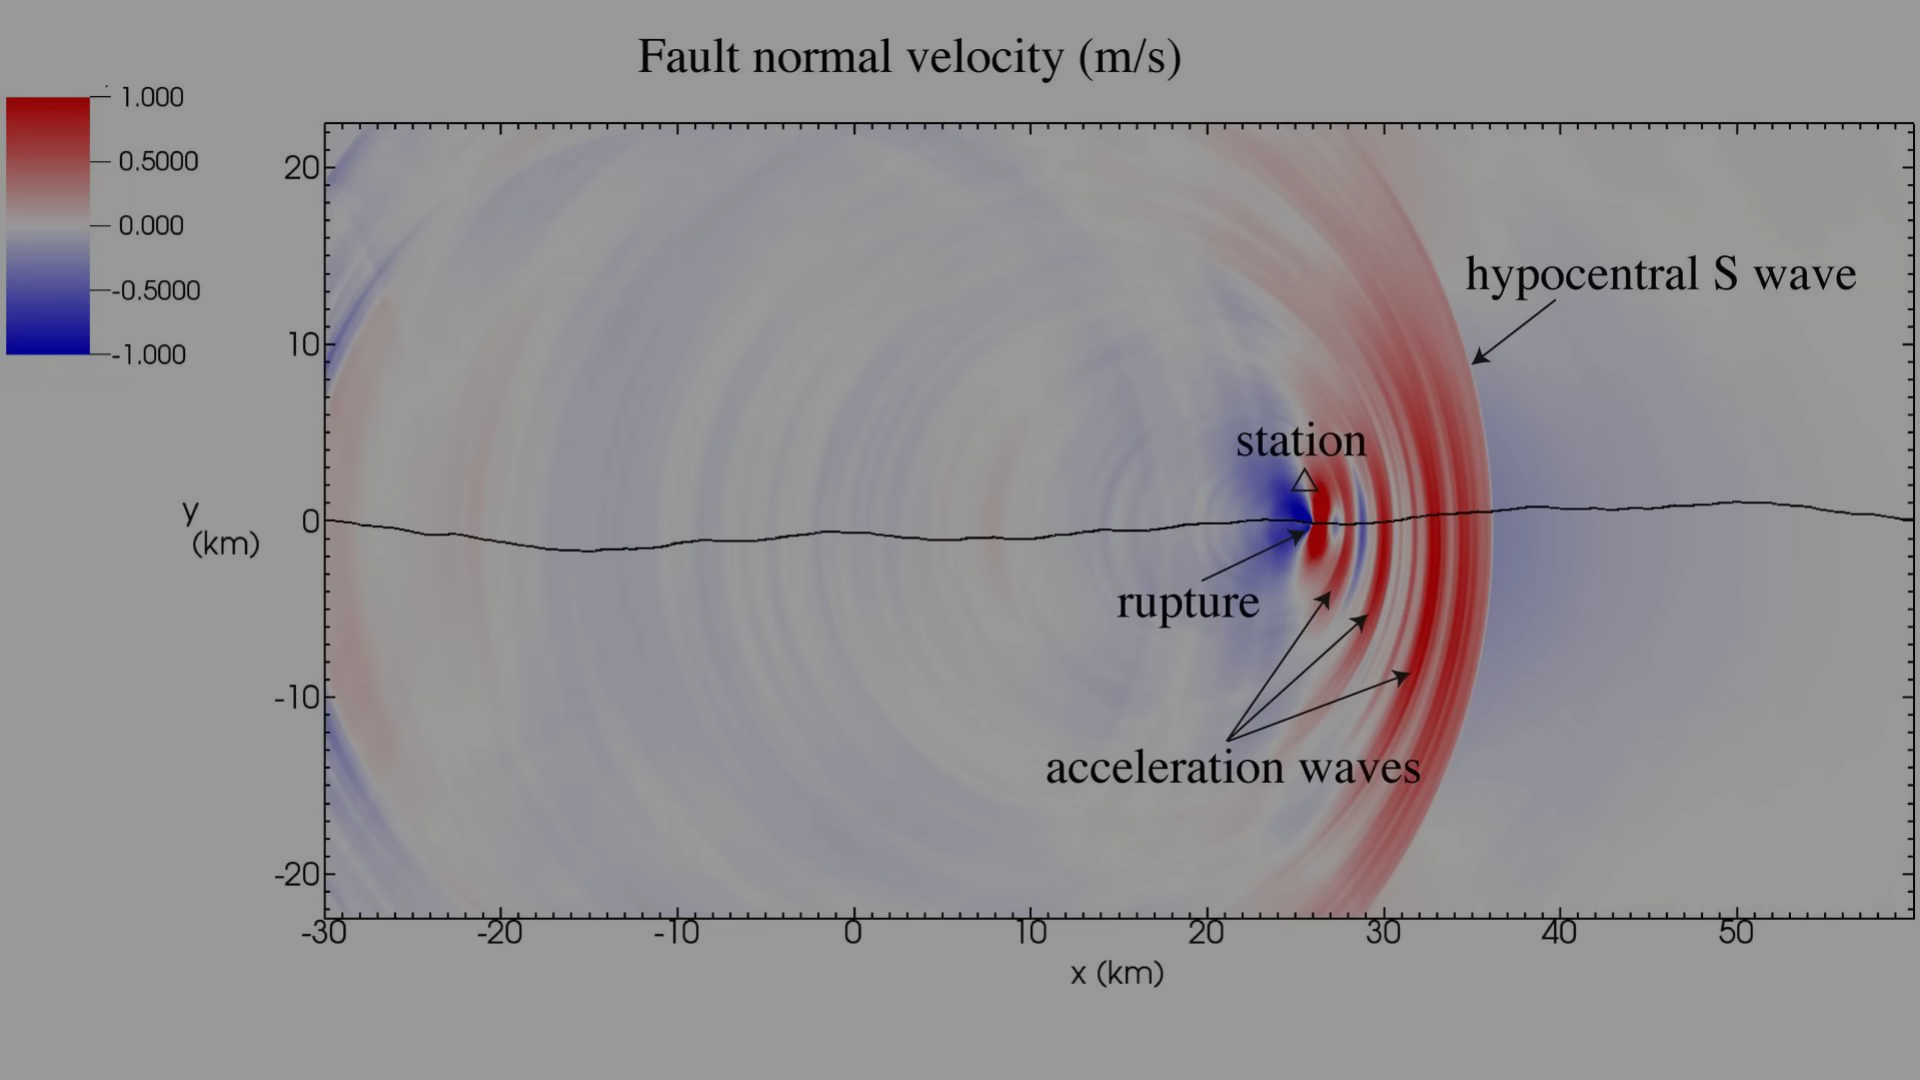 Fault normal velocity (m/s)
1.000
0.5000
0.000
-0.5000
-1.000
20
10
0
-10
-20
y
(km)
hypocentral S wave
station
rupture
acceleration waves
-30
-20
-10
0
10
20
30
40
50
x (km)